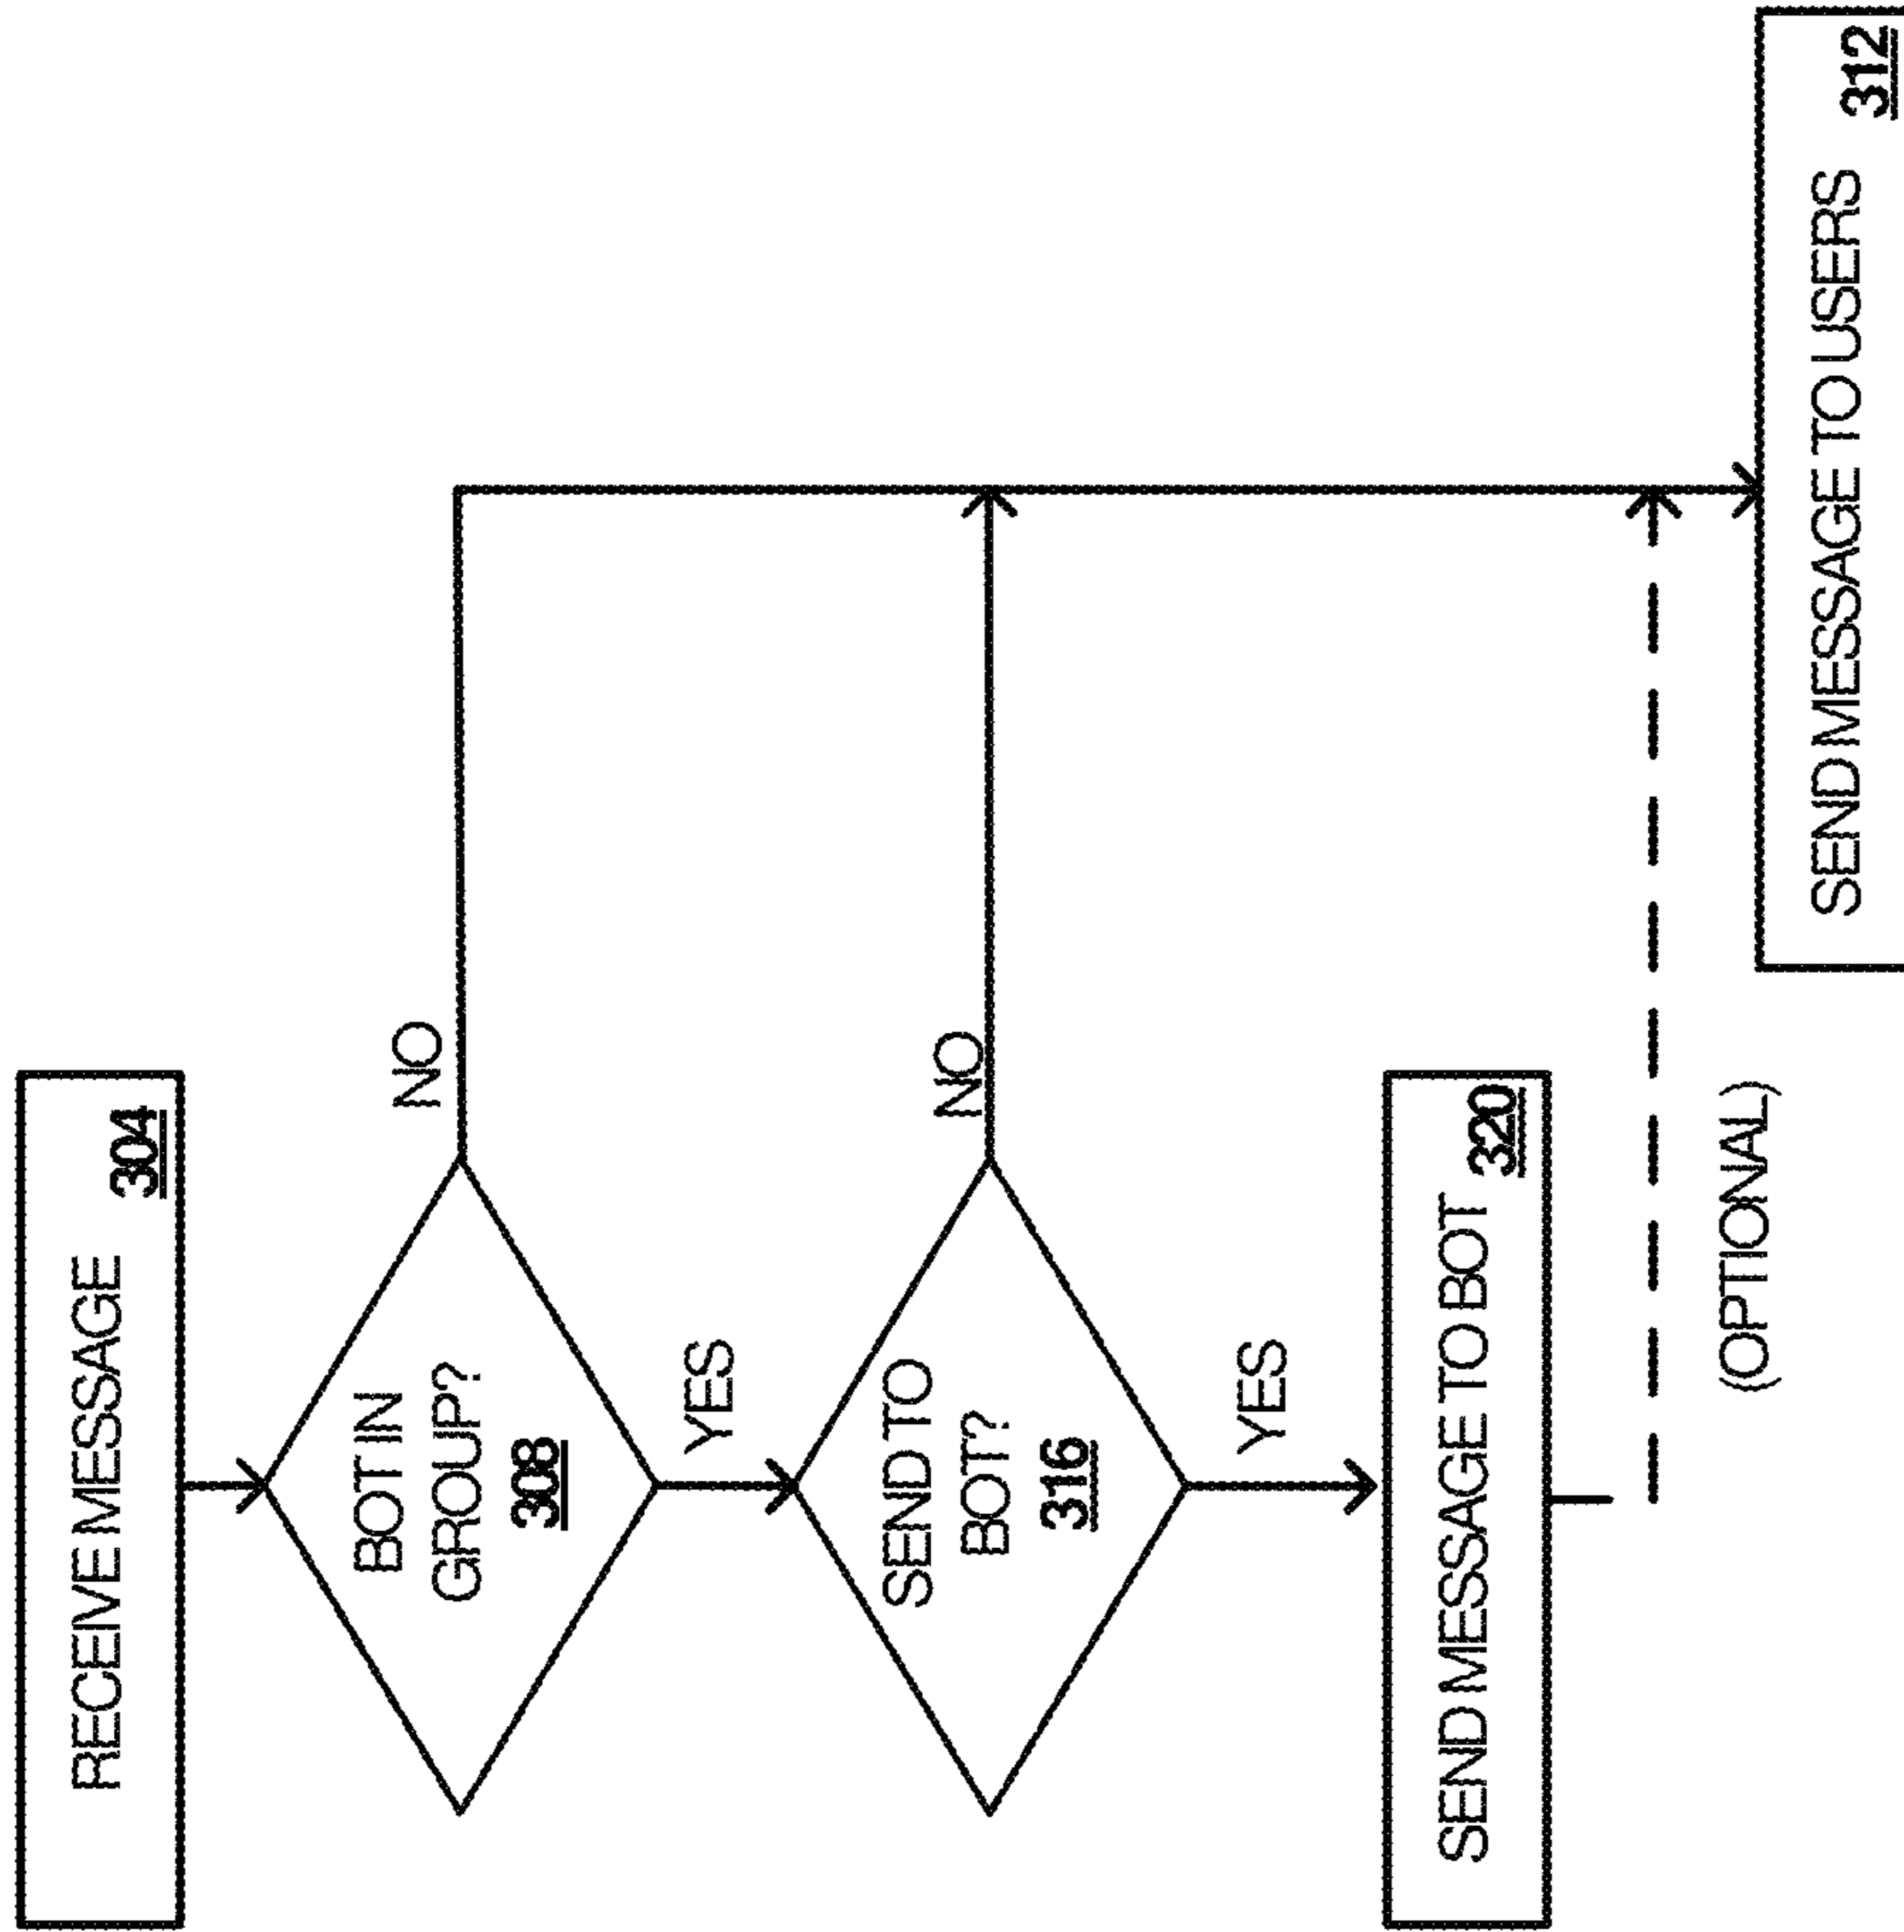 RECEIVE MESSAGE
304
BOT IN
GROUP?
308
NO
YES
SEND TO
BOT?
316
NO
YES
SEND MESSAGE TO BOT
320
(OPTIONAL)
SEND MESSAGE TO USERS
312